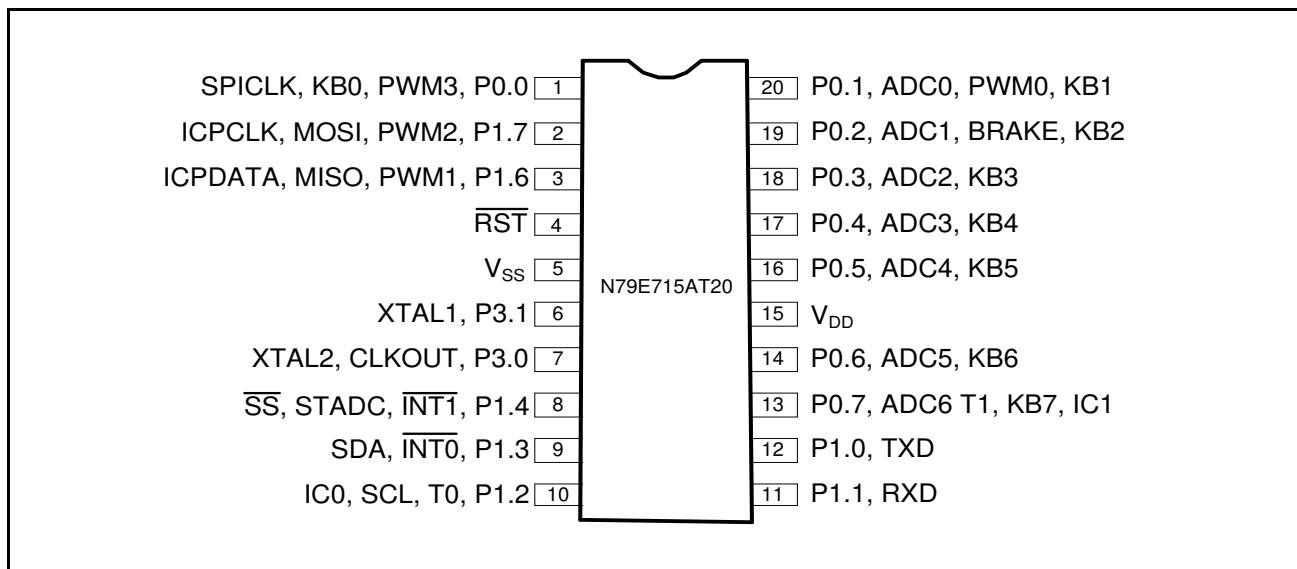 SPICLK, KB0, PWM3, P0.0 1
20 P0.1, ADC0, PWM0, KB1
ICPCLK, MOSI, PWM2, P1.7 2
19 P0.2, ADC1, BRAKE, KB2
ICPDATA, MISO, PWM1, P1.6 3
18 P0.3, ADC2, KB3
R̅S̅T̅ 4
17 P0.4, ADC3, KB4
VSS 5
16 P0.5, ADC4, KB5
N79E715AT20
XTAL1, P3.1 6
15 VDD
XTAL2, CLKOUT, P3.0 7
14 P0.6, ADC5, KB6
S̅S̅, STADC, I̅N̅T̅1̅, P1.4 8
13 P0.7, ADC6 T1, KB7, IC1
SDA, I̅N̅T̅0̅, P1.3 9
12 P1.0, TXD
IC0, SCL, T0, P1.2 10
11 P1.1, RXD